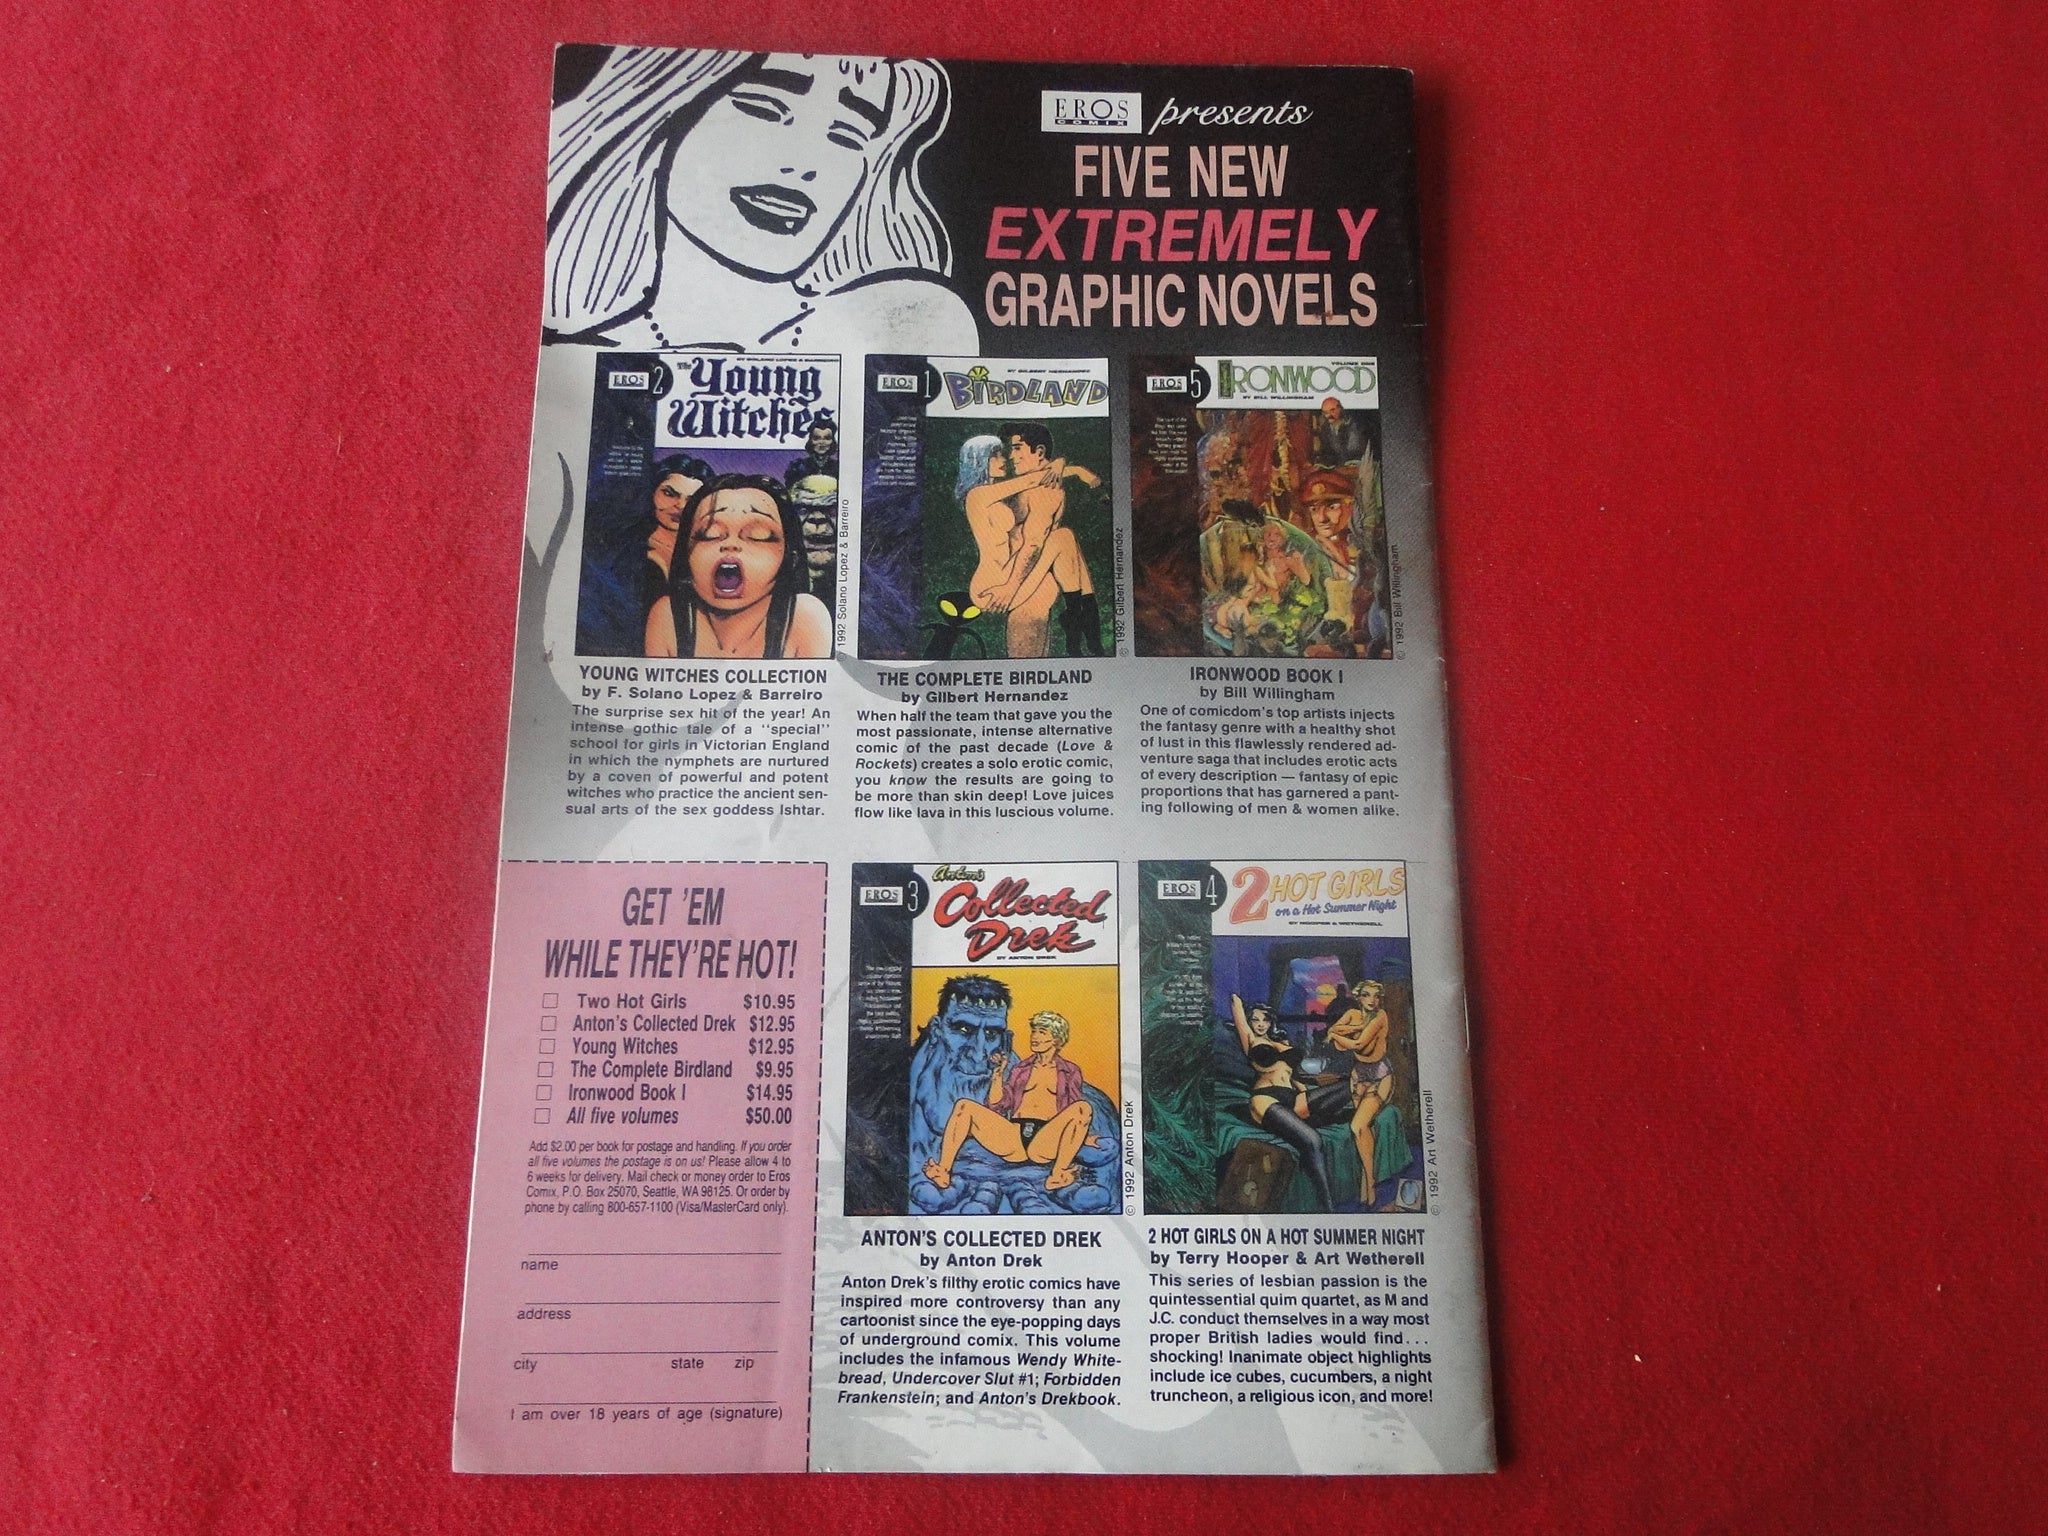 EROS
COMIX
presents
FIVE NEW
EXTREMELY
GRAPHIC NOVELS
BY SOLANO LOPEZ & BARREIRO
EROS 2
The Young
Witches
© 1992 Solano Lopez & Barreiro
YOUNG WITCHES COLLECTION
by F. Solano Lopez & Barreiro
The surprise sex hit of the year! An
intense gothic tale of a "special"
school for girls in Victorian England
in which the nymphets are nurtured
by a coven of powerful and potent
witches who practice the ancient sen-
sual arts of the sex goddess Ishtar.
EROS 1
BY GILBERT HERNANDEZ
BIRDLAND
© 1992 Gilbert Hernandez
THE COMPLETE BIRDLAND
by Gilbert Hernandez
When half the team that gave you the
most passionate, intense alternative
comic of the past decade (Love &
Rockets) creates a solo erotic comic,
you know the results are going to
be more than skin deep! Love juices
flow like lava in this luscious volume.
EROS 5
VOLUME ONE
IRONWOOD
BY BILL WILLINGHAM
© 1992 Bill Willingham
IRONWOOD BOOK I
by Bill Willingham
One of comicdom's top artists injects
the fantasy genre with a healthy shot
of lust in this flawlessly rendered ad-
venture saga that includes erotic acts
of every description — fantasy of epic
proportions that has garnered a pant-
ing following of men & women alike.
GET 'EM
WHILE THEY'RE HOT!
Two Hot Girls $10.95
Anton's Collected Drek $12.95
Young Witches $12.95
The Complete Birdland $9.95
Ironwood Book I $14.95
All five volumes $50.00
Add $2.00 per book for postage and handling. If you order
all five volumes the postage is on us! Please allow 4 to
6 weeks for delivery. Mail check or money order to Eros
Comix, P.O. Box 25070, Seattle, WA 98125. Or order by
phone by calling 800-657-1100 (Visa/MasterCard only).
name
address
city state zip
I am over 18 years of age (signature)
EROS 3
Anton's
Collected
Drek
BY ANTON DREK
© 1992 Anton Drek
ANTON'S COLLECTED DREK
by Anton Drek
Anton Drek's filthy erotic comics have
inspired more controversy than any
cartoonist since the eye-popping days
of underground comix. This volume
includes the infamous Wendy White-
bread, Undercover Slut #1; Forbidden
Frankenstein; and Anton's Drekbook.
EROS 4
2 HOT GIRLS
on a Hot Summer Night
BY HOOPER & WETHERELL
© 1992 Art Wetherell
2 HOT GIRLS ON A HOT SUMMER NIGHT
by Terry Hooper & Art Wetherell
This series of lesbian passion is the
quintessential quim quartet, as M and
J.C. conduct themselves in a way most
proper British ladies would find...
shocking! Inanimate object highlights
include ice cubes, cucumbers, a night
truncheon, a religious icon, and more!